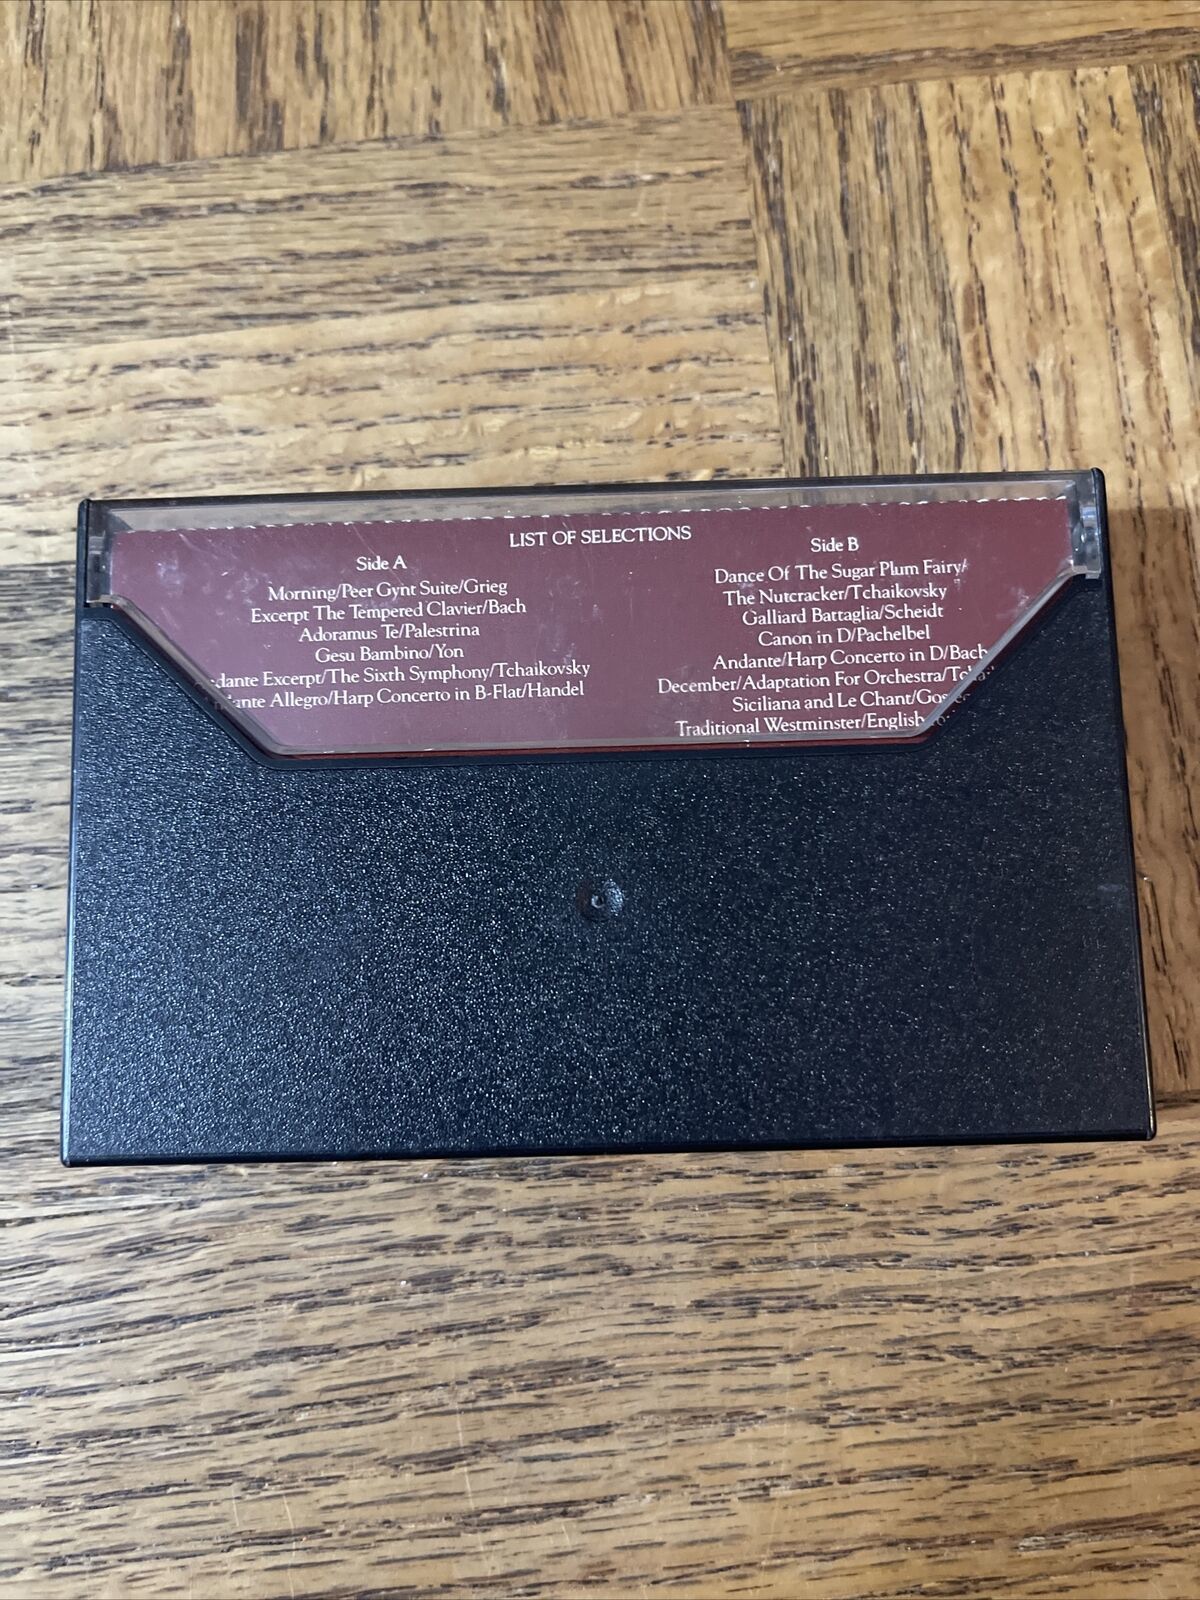 LIST OF SELECTIONS
Side A
Morning/Peer Gynt Suite/Grieg
Excerpt The Tempered Clavier/Bach
Adoramus Te/Palestrina
Gesu Bambino/Yon
Excerpt/The Sixth Symphony/Tchaikovsky
Allegro/Harp Concerto in B-Flat/Handel
Side B
Dance Of The Sugar Plum Fairy/
The Nutcracker/Tchaikovsky
Galliard Battaglia/Scheidt
Canon in D/Pachelbel
Andante/Harp Concerto in D/Bach
December/Adaptation For Orchestra/
Siciliana and Le Chant/
Traditional Westminster/English